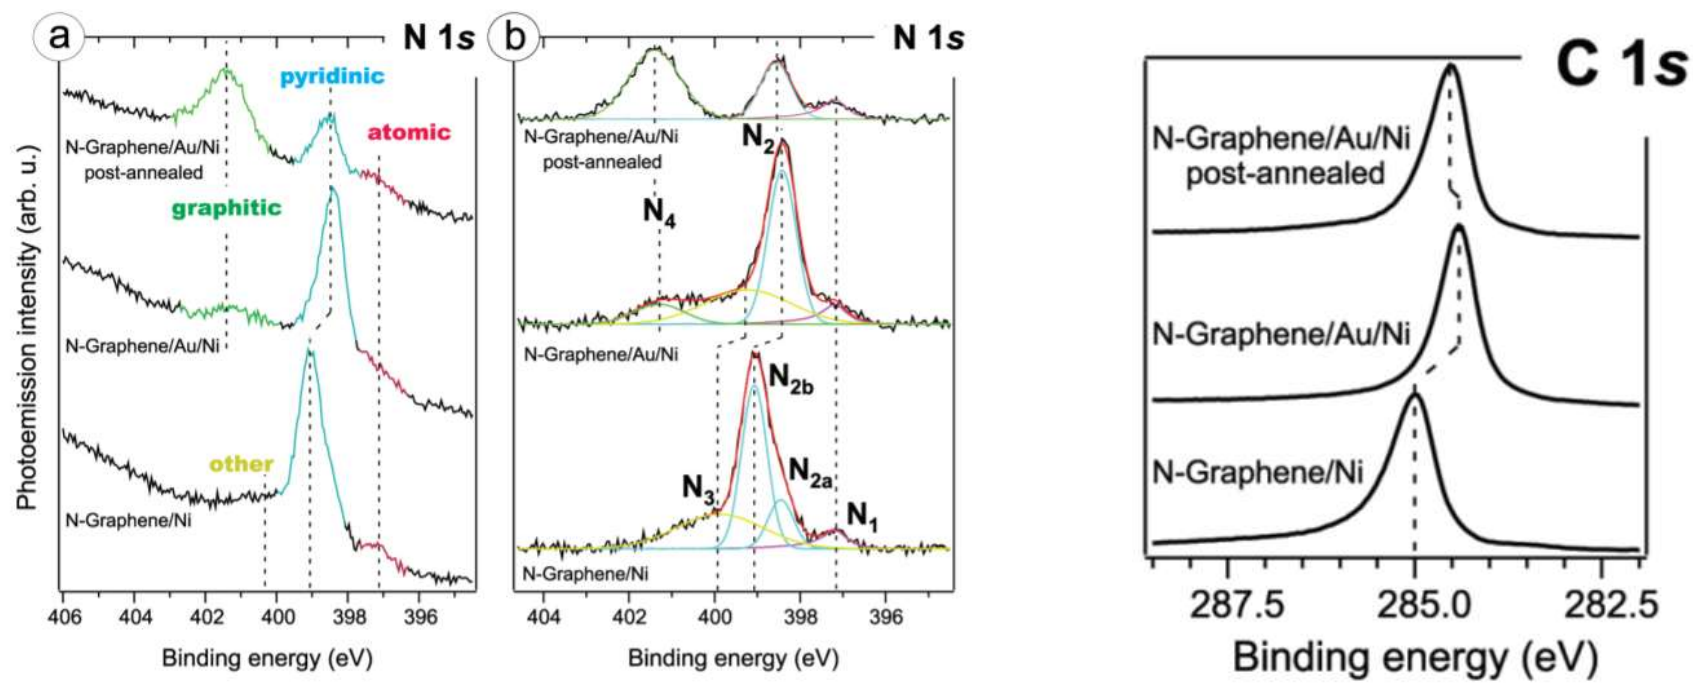 a
N 1s
pyridinic
atomic
N-Graphene/Au/Ni
post-annealed
graphitic
N-Graphene/Au/Ni
other
N-Graphene/Ni
Photoemission intensity (arb. u.)
406 404 402 400 398 396
Binding energy (eV)
b
N 1s
N-Graphene/Au/Ni
post-annealed
N2
N4
N-Graphene/Au/Ni
N2b
N2a
N3
N1
N-Graphene/Ni
404 402 400 398 396
Binding energy (eV)
C 1s
N-Graphene/Au/Ni
post-annealed
N-Graphene/Au/Ni
N-Graphene/Ni
287.5 285.0 282.5
Binding energy (eV)